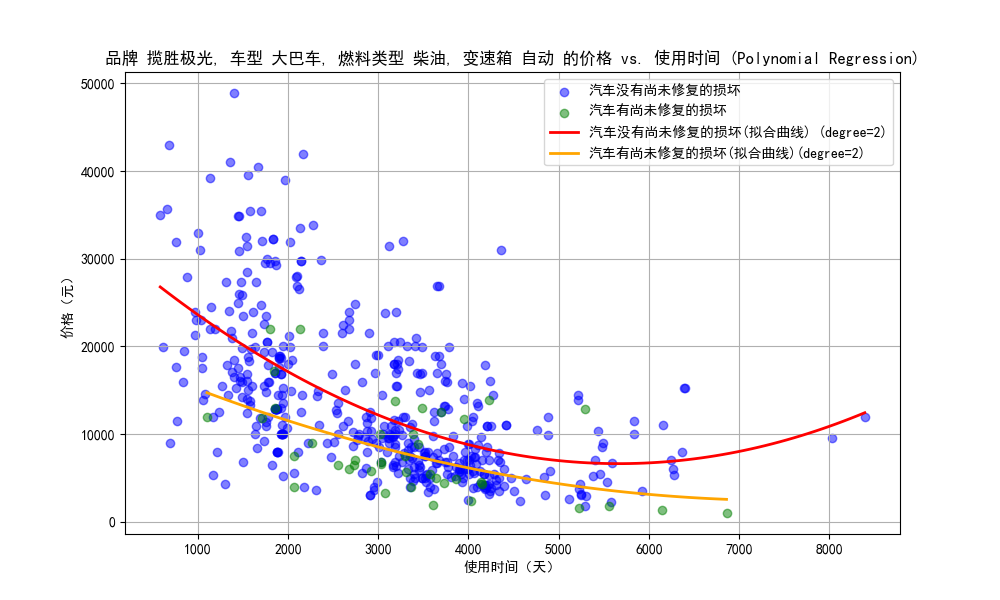 品牌 揽胜极光, 车型 大巴车, 燃料类型 柴油, 变速箱 自动 的价格 vs. 使用时间 (Polynomial Regression)
50000
40000
30000
20000
10000
0
价格（元）
汽车没有尚未修复的损坏
汽车有尚未修复的损坏
汽车没有尚未修复的损坏(拟合曲线) (degree=2)
汽车有尚未修复的损坏(拟合曲线)(degree=2)
1000 2000 3000 4000 5000 6000 7000 8000
使用时间（天）